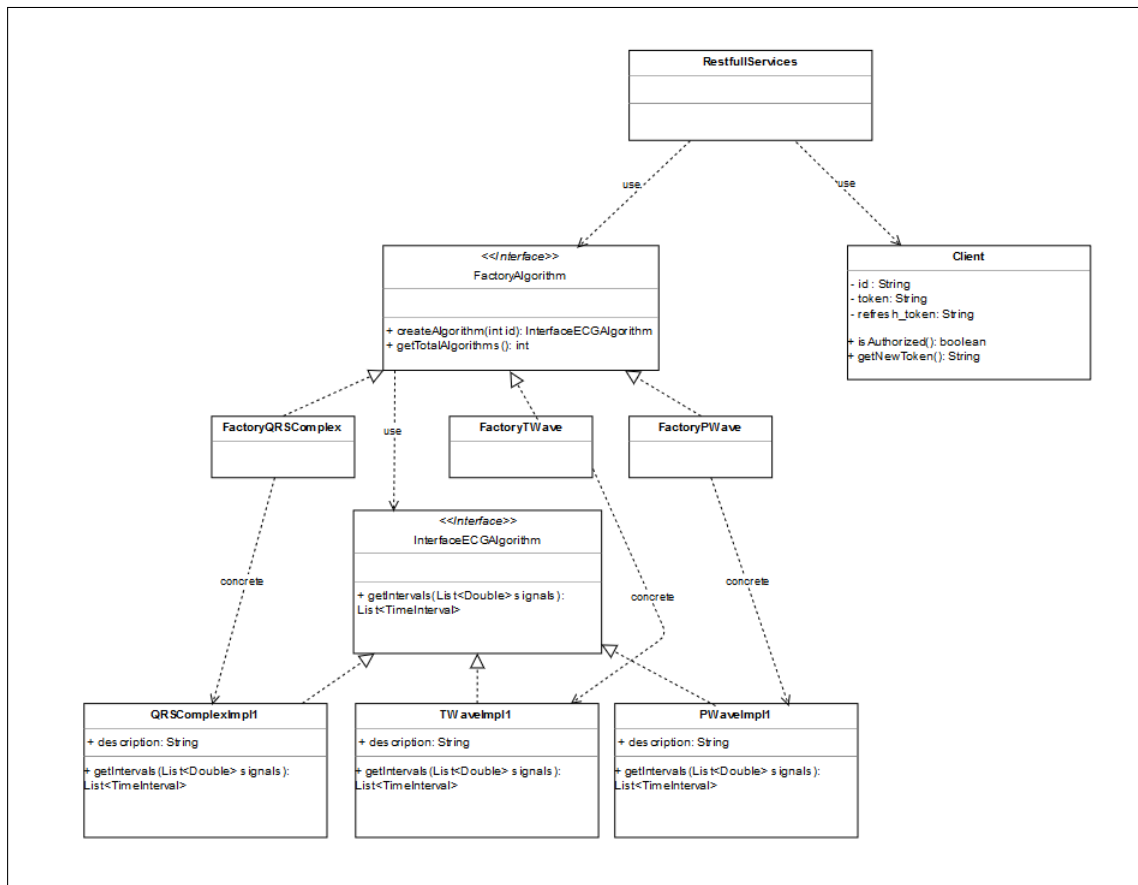 RestfullServices
use
use
<<Interface>>
FactoryAlgorithm
+ createAlgorithm(int id): InterfaceECGAlgorithm
+ getTotalAlgorithms(): int
Client
- id : String
- token: String
- refresh_token: String
+ isAuthorized(): boolean
+ getNewToken(): String
FactoryQRSComplex
use
FactoryTWave
FactoryPWave
<<Interface>>
InterfaceECGAlgorithm
+ getIntervals(List<Double> signals):
List<TimeInterval>
concrete
concrete
concrete
QRSComplexImpl1
+ description: String
+ getIntervals(List<Double> signals):
List<TimeInterval>
TWaveImpl1
+ description: String
+ getIntervals(List<Double> signals):
List<TimeInterval>
PWaveImpl1
+ description: String
+ getIntervals(List<Double> signals):
List<TimeInterval>